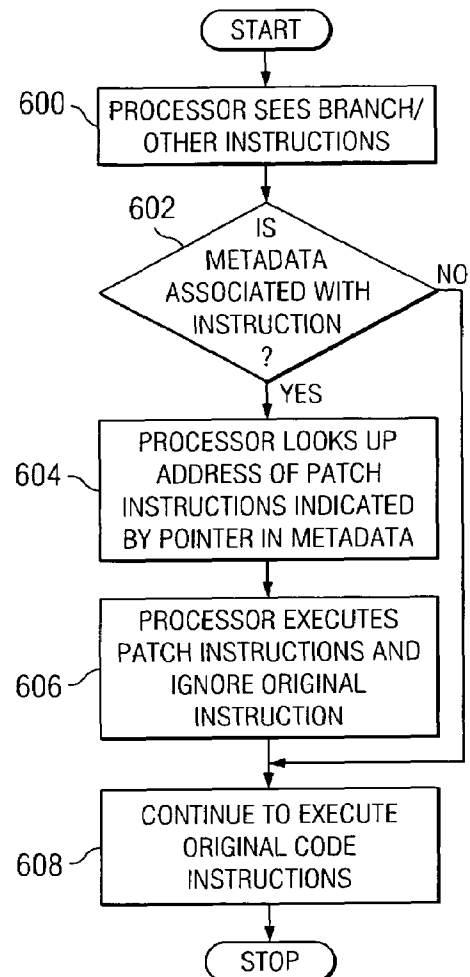 START
600
PROCESSOR SEES BRANCH/
OTHER INSTRUCTIONS
602
IS
METADATA
ASSOCIATED WITH
INSTRUCTION
?
NO
YES
604
PROCESSOR LOOKS UP
ADDRESS OF PATCH
INSTRUCTIONS INDICATED
BY POINTER IN METADATA
606
PROCESSOR EXECUTES
PATCH INSTRUCTIONS AND
IGNORE ORIGINAL
INSTRUCTION
608
CONTINUE TO EXECUTE
ORIGINAL CODE
INSTRUCTIONS
STOP